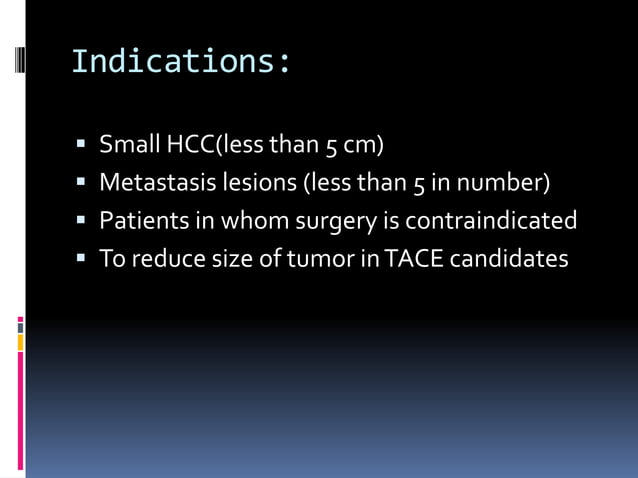 Indications:
▪ Small HCC(less than 5 cm)
▪ Metastasis lesions (less than 5 in number)
▪ Patients in whom surgery is contraindicated
▪ To reduce size of tumor in TACE candidates